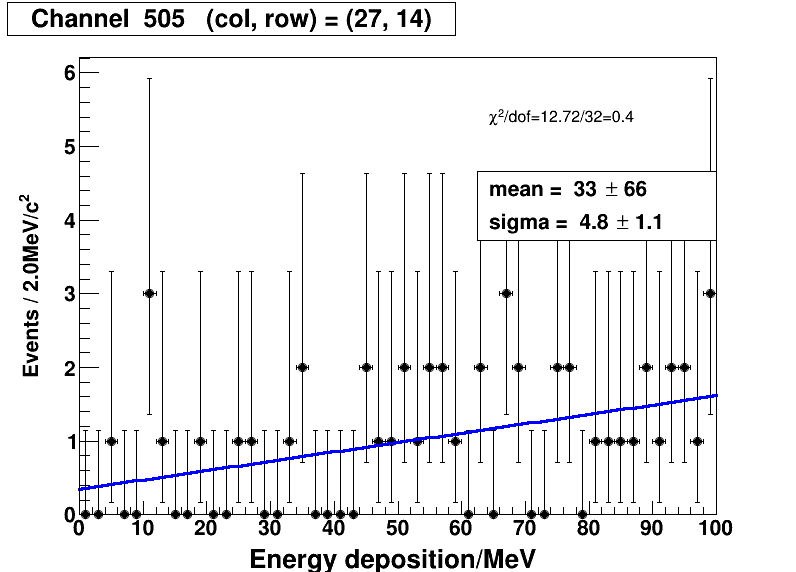 Channel 505 (col, row) = (27, 14)
χ²/dof=12.72/32=0.4
mean = 33 ± 66
sigma = 4.8 ± 1.1
Events / 2.0MeV/c²
6
5
4
3
2
1
0
0 10 20 30 40 50 60 70 80 90 100
Energy deposition/MeV